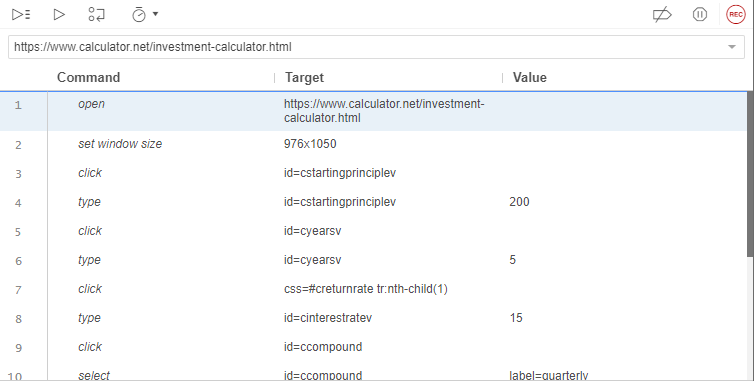 REC
https://www.calculator.net/investment-calculator.html
Command Target Value
1 open https://www.calculator.net/investment-
calculator.html
2 set window size 976x1050
3 click id=cstartingprinciplev
4 type id=cstartingprinciplev 200
5 click id=cyearsv
6 type id=cyearsv 5
7 click css=#creturnrate tr:nth-child(1)
8 type id=cinterestratev 15
9 click id=ccompound
10 select id=ccompound label=quarterly